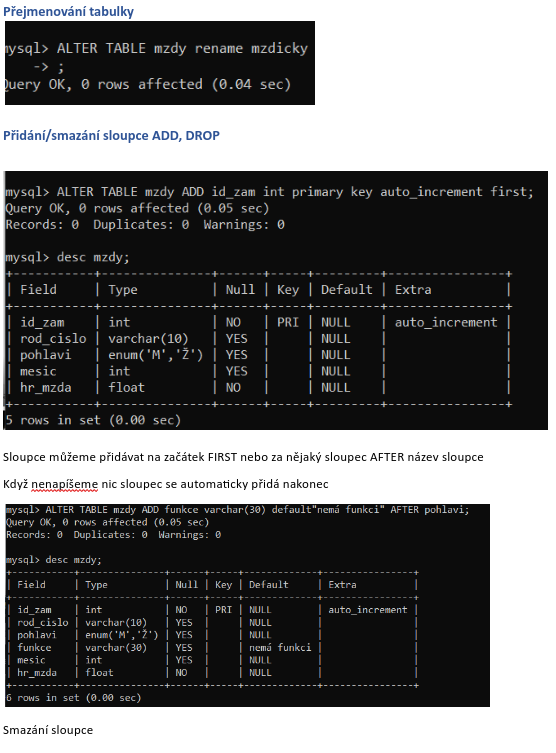 Přejmenování tabulky
mysql> ALTER TABLE mzdy rename mzdicky
    -> ;
Query OK, 0 rows affected (0.04 sec)
Přidání/smazání sloupce ADD, DROP
mysql> ALTER TABLE mzdy ADD id_zam int primary key auto_increment first;
Query OK, 0 rows affected (0.05 sec)
Records: 0  Duplicates: 0  Warnings: 0
mysql> desc mzdy;
+-----------+---------------+------+-----+---------+----------------+
| Field     | Type          | Null | Key | Default | Extra          |
+-----------+---------------+------+-----+---------+----------------+
| id_zam    | int           | NO   | PRI | NULL    | auto_increment |
| rod_cislo | varchar(10)   | YES  |     | NULL    |                |
| pohlavi   | enum('M','Ž') | YES  |     | NULL    |                |
| mesic     | int           | YES  |     | NULL    |                |
| hr_mzda   | float         | NO   |     | NULL    |                |
+-----------+---------------+------+-----+---------+----------------+
5 rows in set (0.00 sec)
Sloupce můžeme přidávat na začátek FIRST nebo za nějaký sloupec AFTER název sloupce
Když nenapíšeme nic sloupec se automaticky přidá nakonec
mysql> ALTER TABLE mzdy ADD funkce varchar(30) default"nemá funkci" AFTER pohlavi;
Query OK, 0 rows affected (0.05 sec)
Records: 0  Duplicates: 0  Warnings: 0
mysql> desc mzdy;
+-----------+---------------+------+-----+-------------+----------------+
| Field     | Type          | Null | Key | Default     | Extra          |
+-----------+---------------+------+-----+-------------+----------------+
| id_zam    | int           | NO   | PRI | NULL        | auto_increment |
| rod_cislo | varchar(10)   | YES  |     | NULL        |                |
| pohlavi   | enum('M','Ž') | YES  |     | NULL        |                |
| funkce    | varchar(30)   | YES  |     | nemá funkci |                |
| mesic     | int           | YES  |     | NULL        |                |
| hr_mzda   | float         | NO   |     | NULL        |                |
+-----------+---------------+------+-----+-------------+----------------+
6 rows in set (0.00 sec)
Smazání sloupce